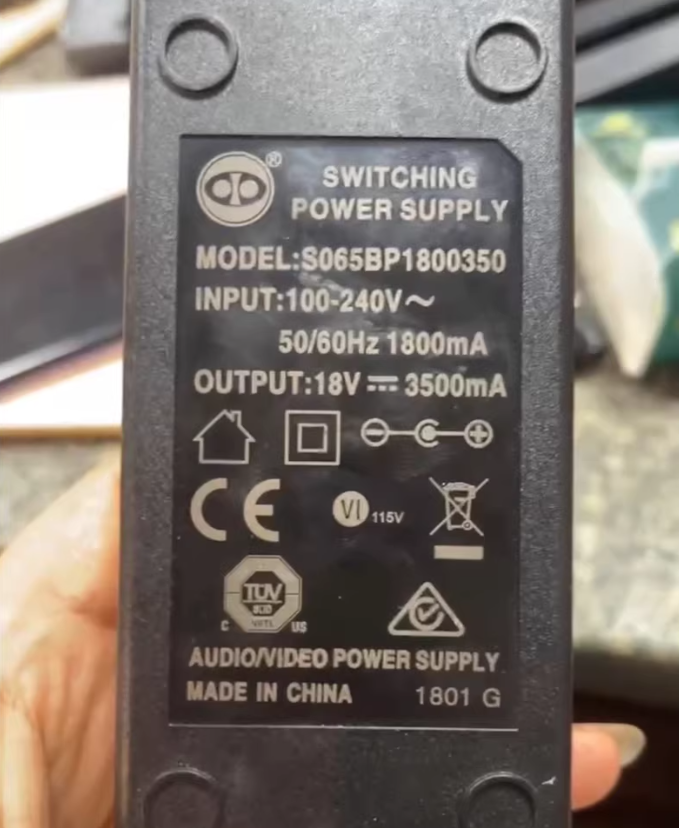 ®
SWITCHING
POWER SUPPLY
MODEL:S065BP1800350
INPUT:100-240V~
50/60Hz 1800mA
OUTPUT:18V ⎓ 3500mA
CE
VI 115V
TÜV
C US
AUDIO/VIDEO POWER SUPPLY
MADE IN CHINA 1801 G